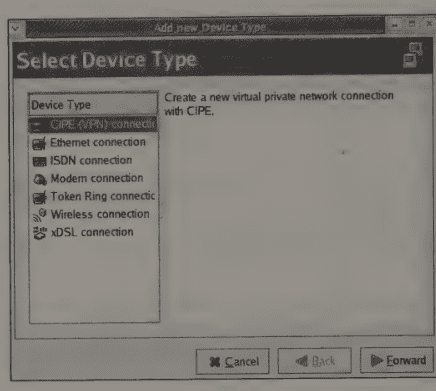 Add new Device Type
Select Device Type
Device Type
CIPE (VPN) connectic
Ethernet connection
ISDN connection
Modem connection
Token Ring connectic
Wireless connection
xDSL connection
Create a new virtual private network connection
with CIPE.
Cancel
Back
Forward